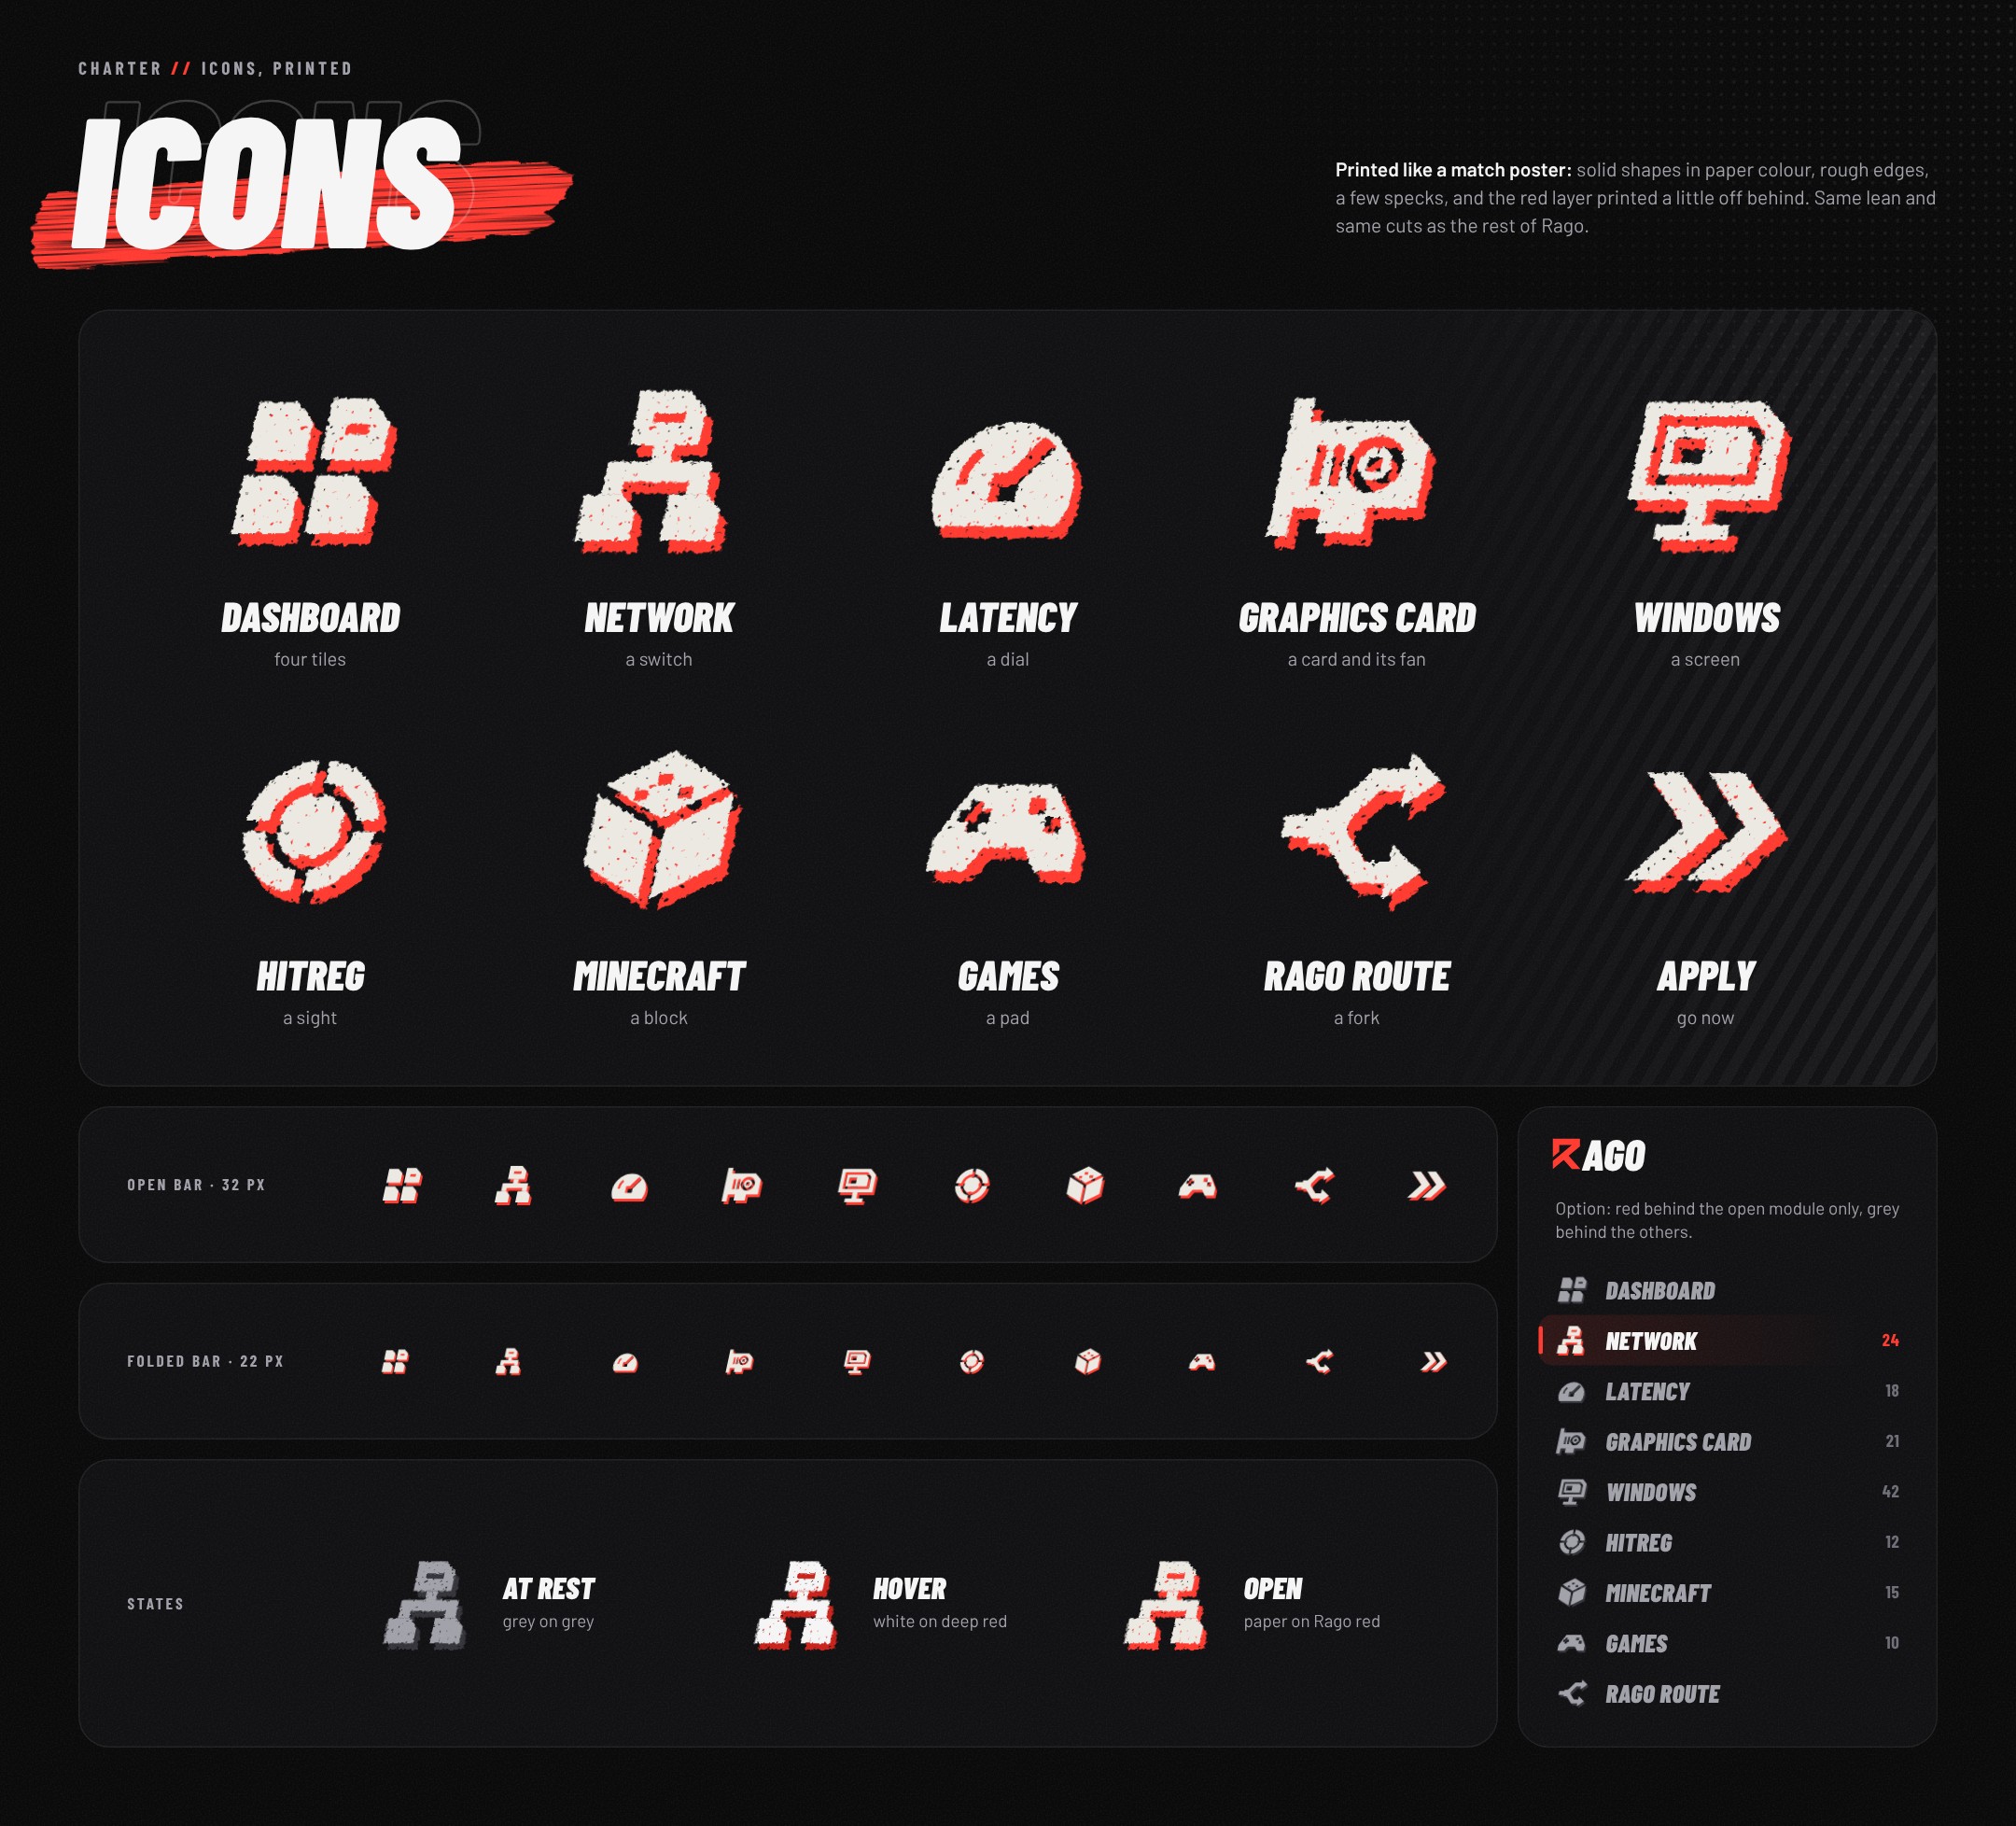 CHARTER // ICONS, PRINTED
ICONS
Printed like a match poster: solid shapes in paper colour, rough edges,
a few specks, and the red layer printed a little off behind. Same lean and
same cuts as the rest of Rago.
DASHBOARD
four tiles
NETWORK
a switch
LATENCY
a dial
GRAPHICS CARD
a card and its fan
WINDOWS
a screen
HITREG
a sight
MINECRAFT
a block
GAMES
a pad
RAGO ROUTE
a fork
APPLY
go now
OPEN BAR · 32 PX
FOLDED BAR · 22 PX
STATES
AT REST
grey on grey
HOVER
white on deep red
OPEN
paper on Rago red
RAGO
Option: red behind the open module only, grey
behind the others.
DASHBOARD
NETWORK 24
LATENCY 18
GRAPHICS CARD 21
WINDOWS 42
HITREG 12
MINECRAFT 15
GAMES 10
RAGO ROUTE